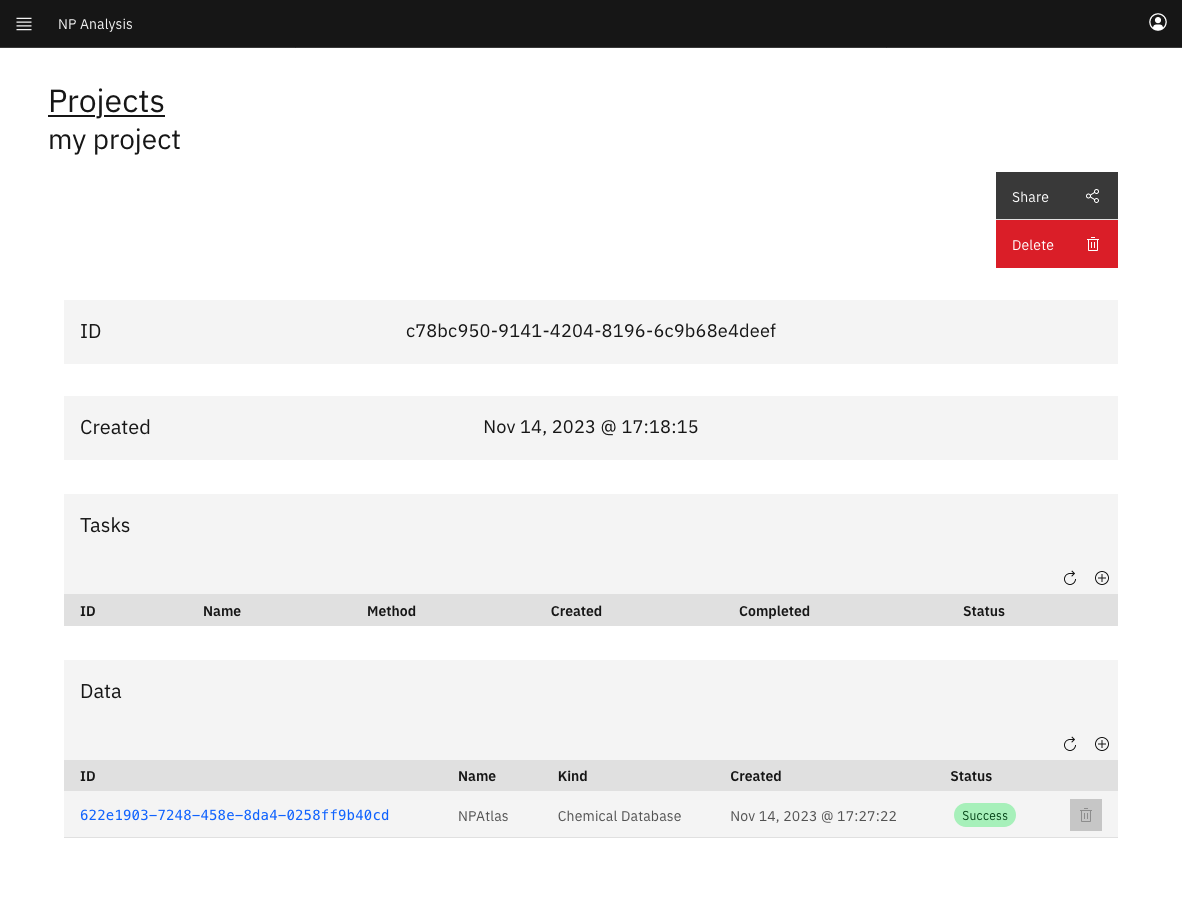 NP Analysis
Projects
my project
Share
Delete
ID c78bc950-9141-4204-8196-6c9b68e4deef
Created Nov 14, 2023 @ 17:18:15
Tasks
ID Name Method Created Completed Status
Data
ID Name Kind Created Status
622e1903-7248-458e-8da4-0258ff9b40cd NPAtlas Chemical Database Nov 14, 2023 @ 17:27:22 Success